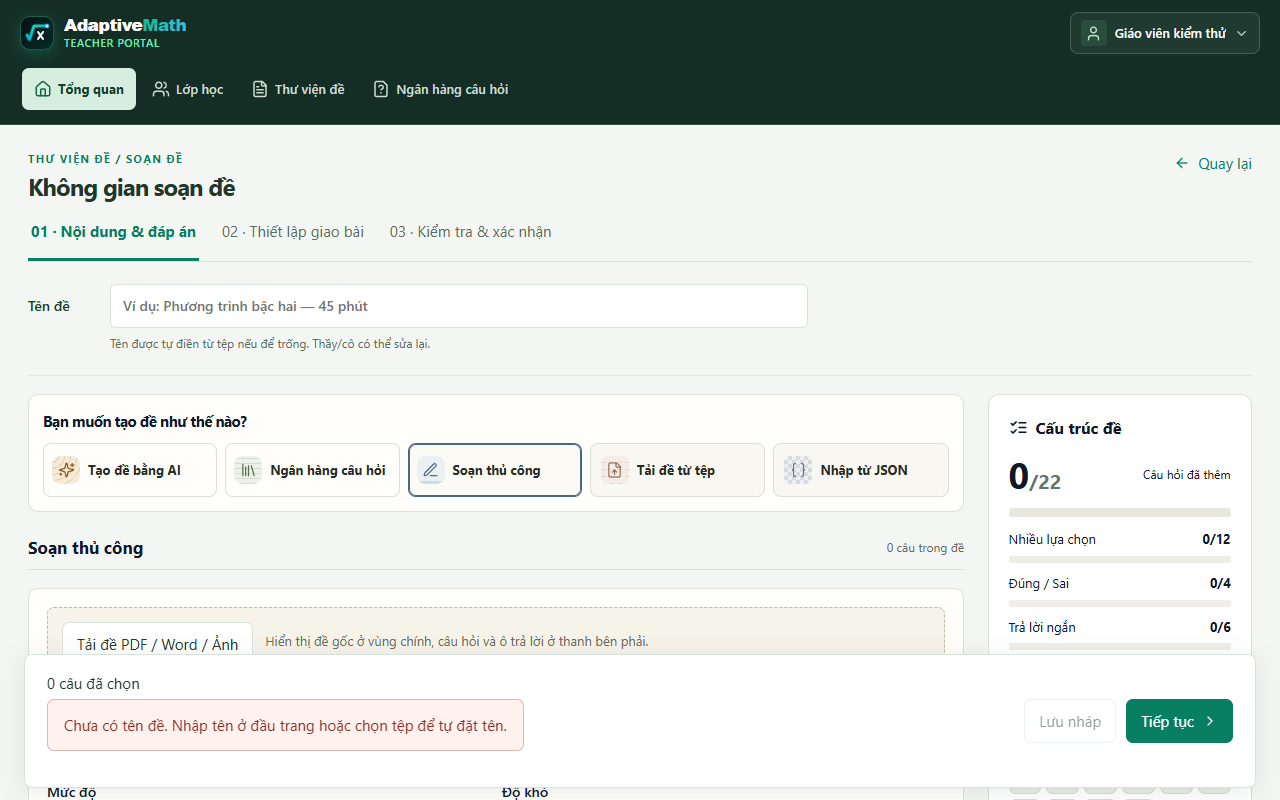 AdaptiveMath
TEACHER PORTAL
Giáo viên kiểm thử
Tổng quan
Lớp học
Thư viện đề
Ngân hàng câu hỏi
THƯ VIỆN ĐỀ / SOẠN ĐỀ
Quay lại
Không gian soạn đề
01 · Nội dung & đáp án
02 · Thiết lập giao bài
03 · Kiểm tra & xác nhận
Tên đề
Ví dụ: Phương trình bậc hai — 45 phút
Tên được tự điền từ tệp nếu để trống. Thầy/cô có thể sửa lại.
Bạn muốn tạo đề như thế nào?
Tạo đề bằng AI
Ngân hàng câu hỏi
Soạn thủ công
Tải đề từ tệp
Nhập từ JSON
Cấu trúc đề
0/22
Câu hỏi đã thêm
Nhiều lựa chọn 0/12
Đúng / Sai 0/4
Trả lời ngắn 0/6
Soạn thủ công
0 câu trong đề
Tải đề PDF / Word / Ảnh
Hiển thị đề gốc ở vùng chính, câu hỏi và ô trả lời ở thanh bên phải.
0 câu đã chọn
Chưa có tên đề. Nhập tên ở đầu trang hoặc chọn tệp để tự đặt tên.
Lưu nháp
Tiếp tục
Mức độ
Độ khó